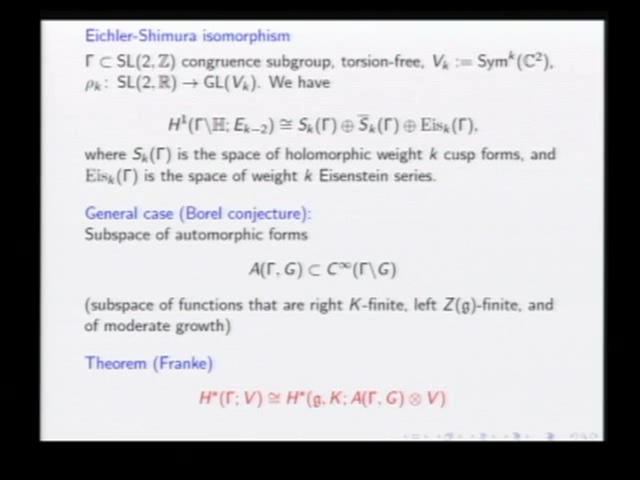 Eichler-Shimura isomorphism
Γ ⊂ SL(2, ℤ) congruence subgroup, torsion-free, V_k := Sym^k(ℂ²),
ρ_k : SL(2, ℝ) → GL(V_k). We have
H¹(Γ\ℍ; E_{k−2}) ≅ S_k(Γ) ⊕ S̅_k(Γ) ⊕ Eis_k(Γ),
where S_k(Γ) is the space of holomorphic weight k cusp forms, and
Eis_k(Γ) is the space of weight k Eisenstein series.
General case (Borel conjecture):
Subspace of automorphic forms
A(Γ, G) ⊂ C^∞(Γ\G)
(subspace of functions that are right K-finite, left Z(𝔤)-finite, and
of moderate growth)
Theorem (Franke)
H*(Γ; V) ≅ H*(𝔤, K; A(Γ, G) ⊗ V)